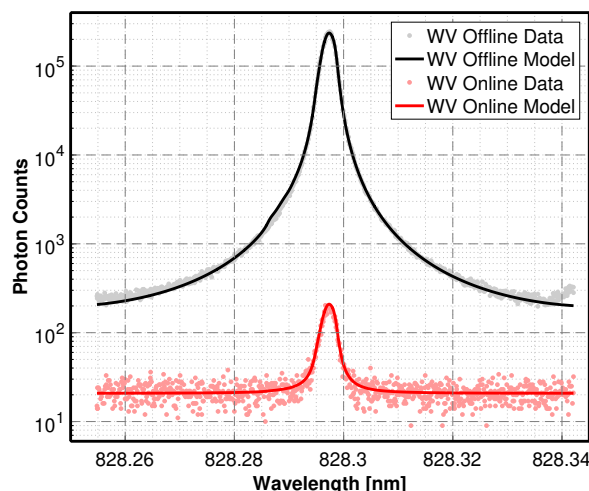 WV Offline Data
WV Offline Model
WV Online Data
WV Online Model
Photon Counts
10^5
10^4
10^3
10^2
10^1
828.26 828.28 828.3 828.32 828.34
Wavelength [nm]